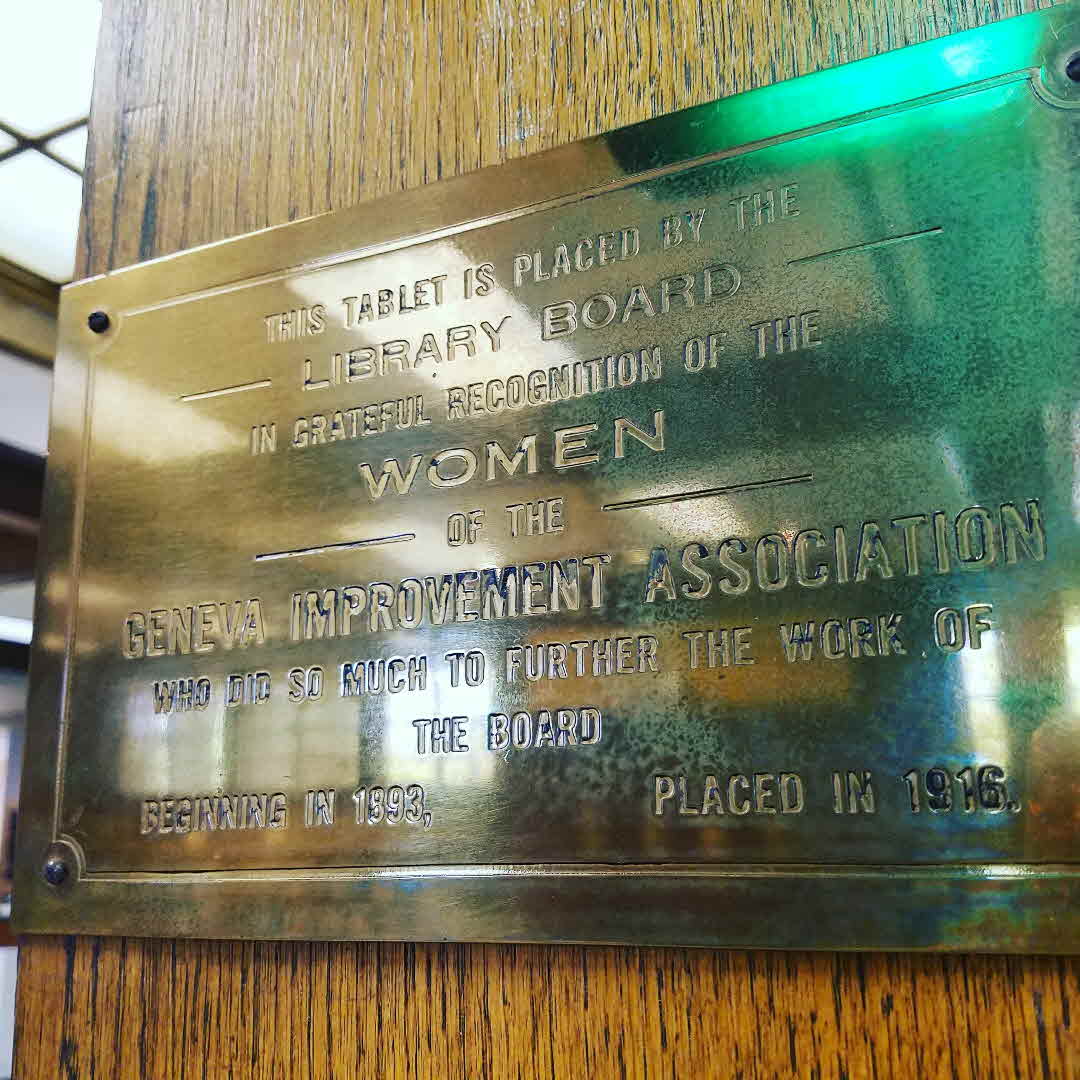 THIS TABLET IS PLACED BY THE
LIBRARY BOARD
IN GRATEFUL RECOGNITION OF THE
WOMEN
OF THE
GENEVA IMPROVEMENT ASSOCIATION
WHO DID SO MUCH TO FURTHER THE WORK OF
THE BOARD
BEGINNING IN 1893, PLACED IN 1916.